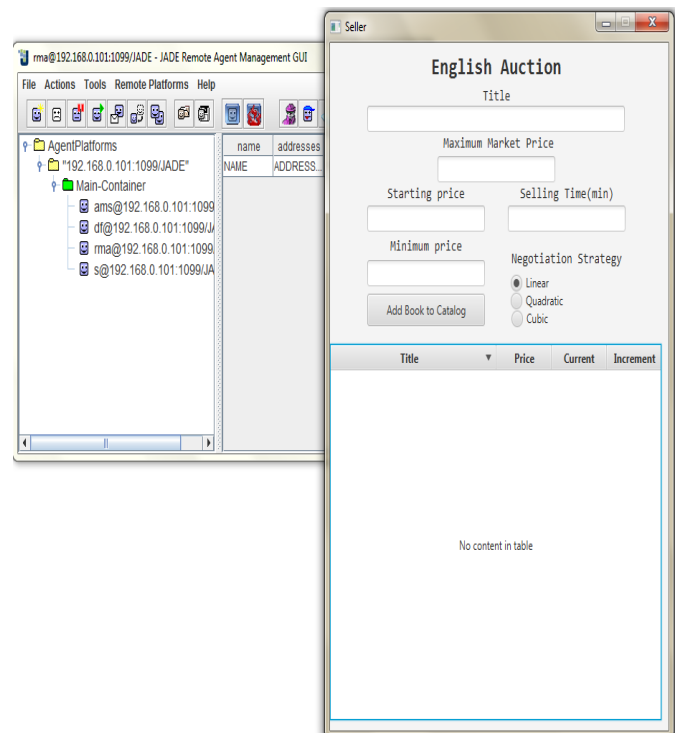 rma@192.168.0.101:1099/JADE - JADE Remote Agent Management GUI
File Actions Tools Remote Platforms Help
AgentPlatforms
"192.168.0.101:1099/JADE"
Main-Container
ams@192.168.0.101:1099
df@192.168.0.101:1099/J
rma@192.168.0.101:1099
s@192.168.0.101:1099/JA
name addresses
NAME ADDRESS...
Seller
English Auction
Title
Maximum Market Price
Starting price Selling Time(min)
Minimum price
Negotiation Strategy
Linear
Quadratic
Cubic
Add Book to Catalog
Title Price Current Increment
No content in table